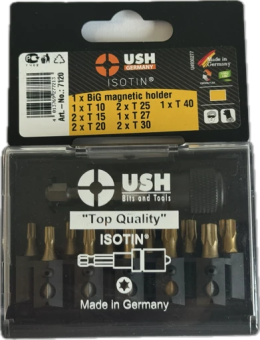 USH
GERMANY
ISOTIN®
Made in
Germany
1 x BiG magnetic holder
1 x T 10 2 x T 25 1 x T 40
2 x T 15 1 x T 27
2 x T 20 2 x T 30
Art.-No.: 7120
USH
Bits and Tools
"Top Quality"
ISOTIN®
Made in Germany